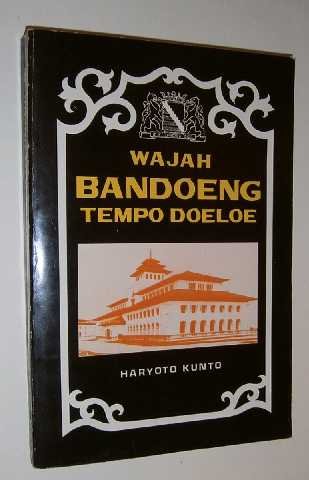 WAJAH
BANDOENG
TEMPO DOELOE
HARYOTO KUNTO